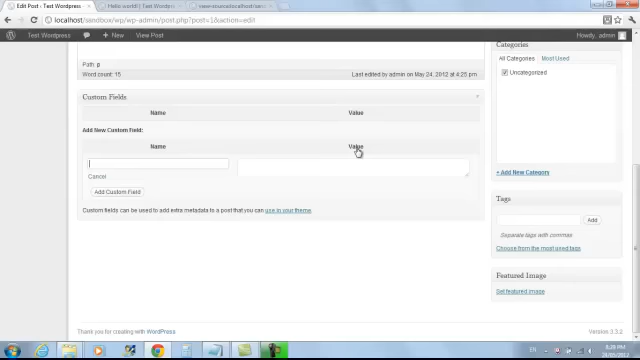 Edit Post ‹ Test Wordpress
Hello world! | Test Wordpress
localhost/sandbox/wp/wp-admin/post.php?post=1&action=edit
Test Wordpress
+ New
View Post
Howdy, admin
Path: p
Word count: 15
Last edited by admin on May 24, 2012 at 4:25 pm
Custom Fields
Name
Value
Add New Custom Field:
Name
Value
Cancel
Add Custom Field
Custom fields can be used to add extra metadata to a post that you can use in your theme.
Categories
All Categories
Most Used
Uncategorized
+ Add New Category
Tags
Add
Separate tags with commas
Choose from the most used tags
Featured Image
Set featured image
Thank you for creating with WordPress
Version 3.3.2
EN